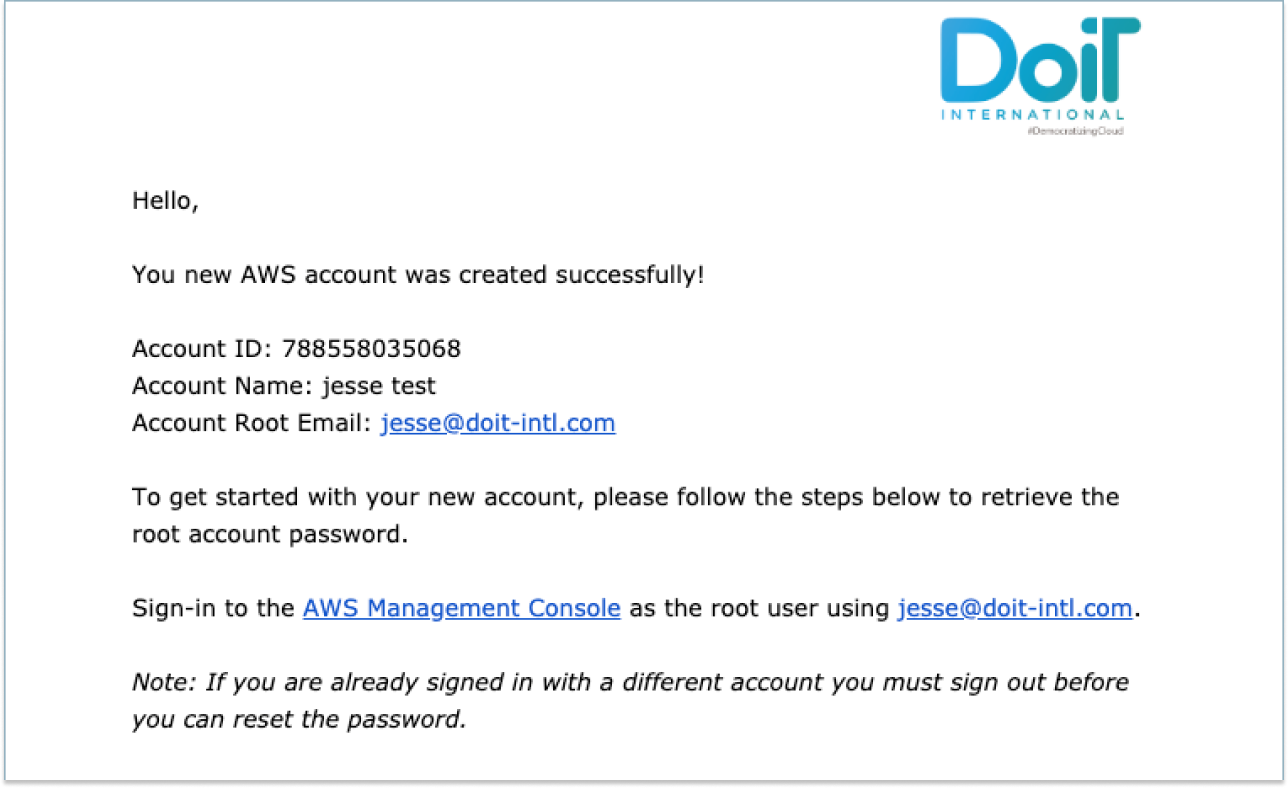 DoiT
INTERNATIONAL
#DemocratizingCloud
Hello,
You new AWS account was created successfully!
Account ID: 788558035068
Account Name: jesse test
Account Root Email: jesse@doit-intl.com
To get started with your new account, please follow the steps below to retrieve the
root account password.
Sign-in to the AWS Management Console as the root user using jesse@doit-intl.com.
Note: If you are already signed in with a different account you must sign out before
you can reset the password.